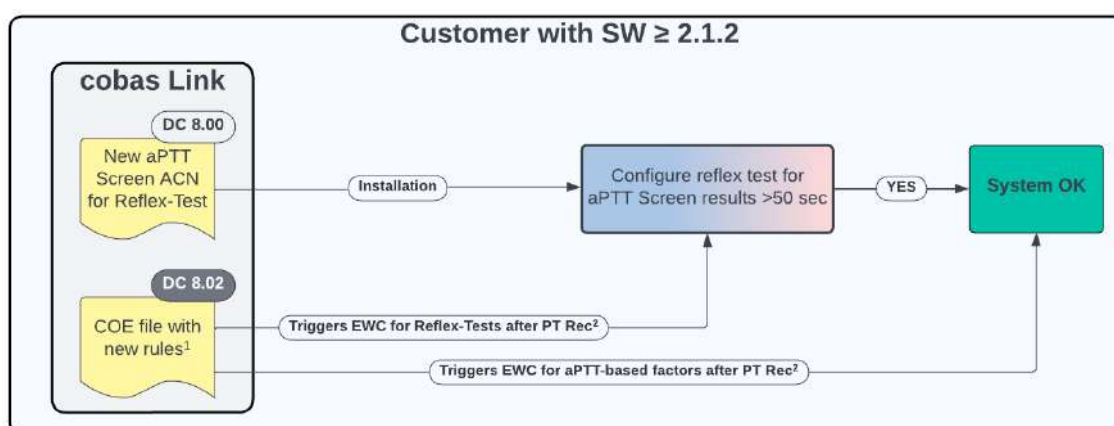 Customer with SW ≥ 2.1.2
cobas Link
DC 8.00
New aPTT
Screen ACN
for Reflex-Test
Installation
Configure reflex test for
aPTT Screen results >50 sec
YES
System OK
DC 8.02
COE file with
new rules¹
Triggers EWC for Reflex-Tests after PT Rec²
Triggers EWC for aPTT-based factors after PT Rec²